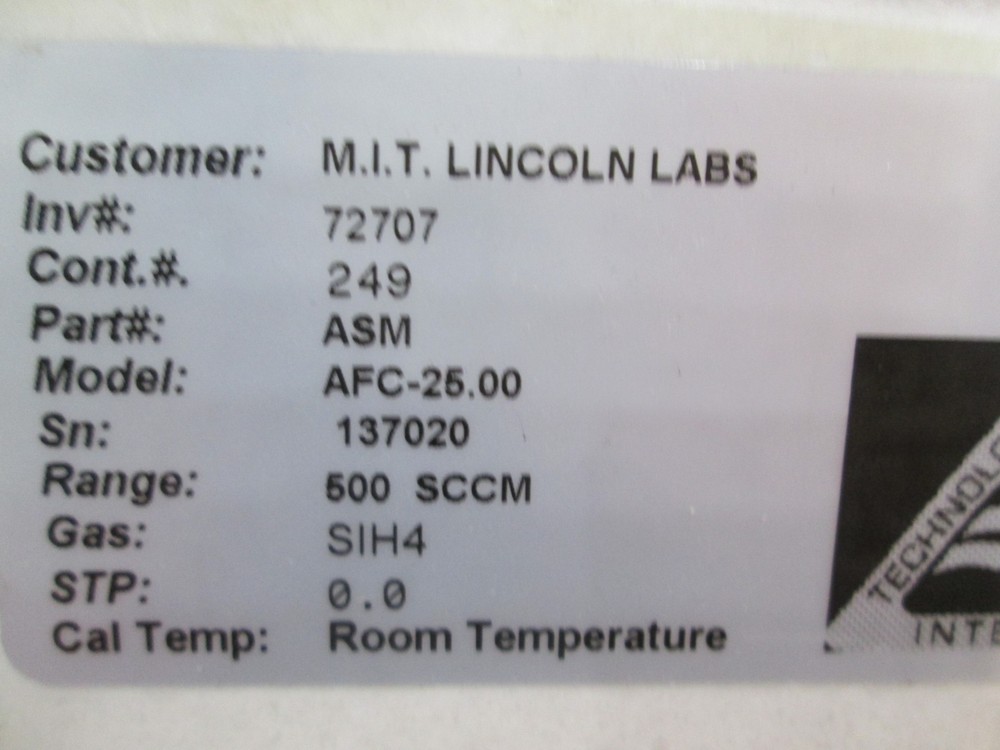 Customer: M.I.T. LINCOLN LABS
Inv#: 72707
Cont.#. 249
Part#: ASM
Model: AFC-25.00
Sn: 137020
Range: 500 SCCM
Gas: SIH4
STP: 0.0
Cal Temp: Room Temperature
TECHNOLO
INTE